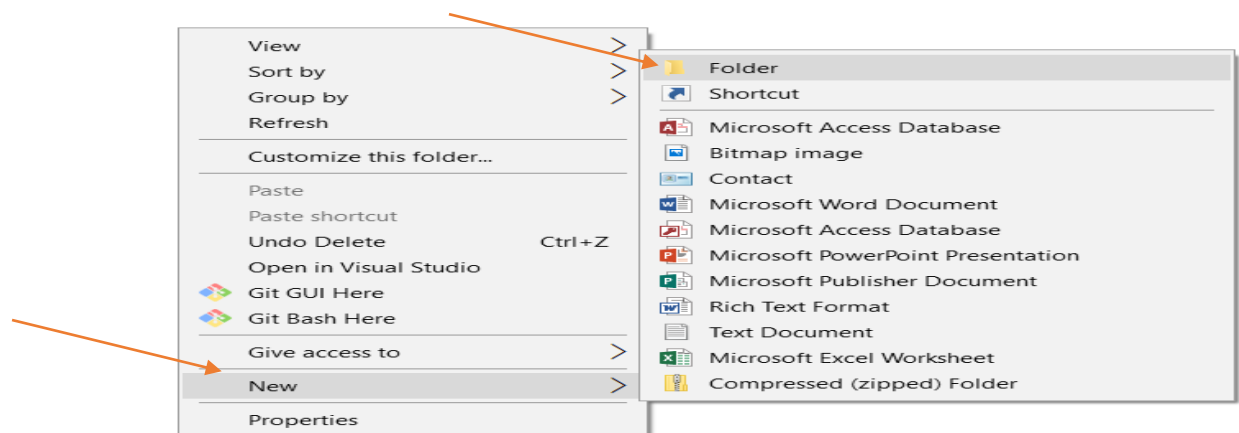 View
Sort by
Group by
Refresh
Customize this folder...
Paste
Paste shortcut
Undo Delete Ctrl+Z
Open in Visual Studio
Git GUI Here
Git Bash Here
Give access to
New
Properties
Folder
Shortcut
Microsoft Access Database
Bitmap image
Contact
Microsoft Word Document
Microsoft Access Database
Microsoft PowerPoint Presentation
Microsoft Publisher Document
Rich Text Format
Text Document
Microsoft Excel Worksheet
Compressed (zipped) Folder